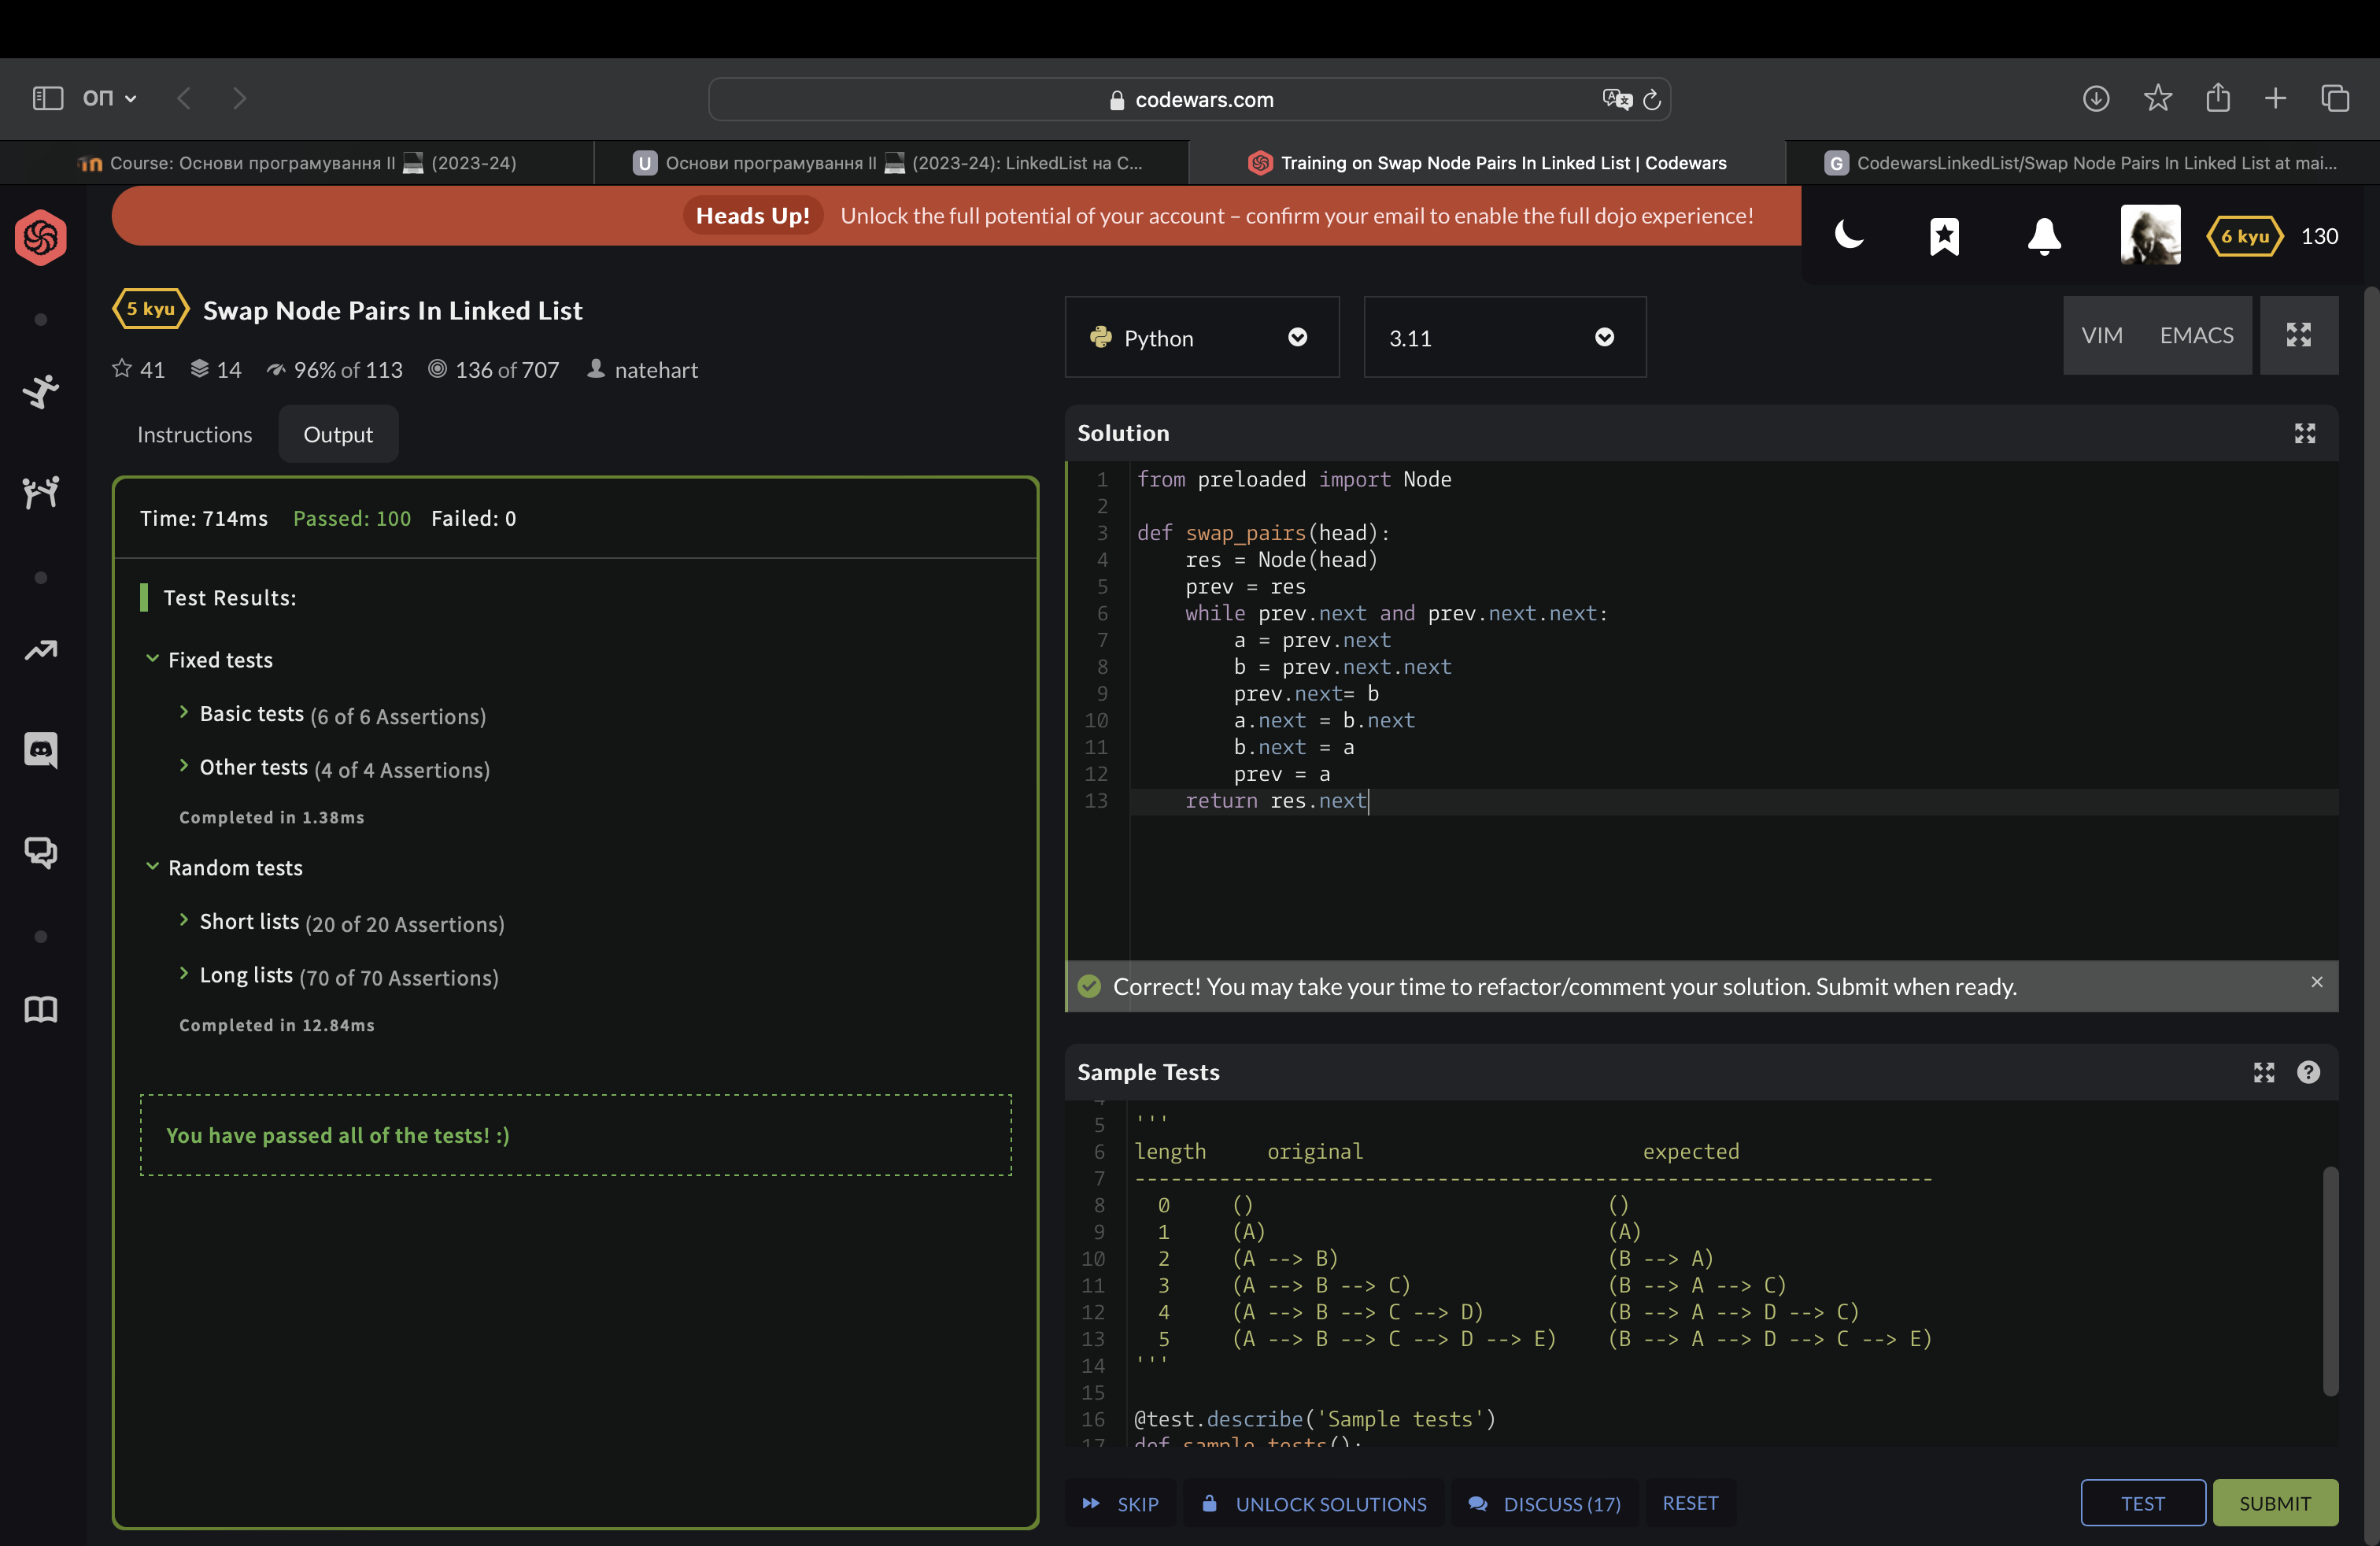 ОП
codewars.com
Course: Основи програмування II 💻 (2023-24)
U Основи програмування II 💻 (2023-24): LinkedList на C...
Training on Swap Node Pairs In Linked List | Codewars
G CodewarsLinkedList/Swap Node Pairs In Linked List at mai...
Heads Up! Unlock the full potential of your account – confirm your email to enable the full dojo experience!
6 kyu 130
5 kyu Swap Node Pairs In Linked List
41 14 96% of 113 136 of 707 natehart
Python
3.11
VIM EMACS
Instructions Output
Time: 714ms Passed: 100 Failed: 0
Test Results:
Fixed tests
Basic tests (6 of 6 Assertions)
Other tests (4 of 4 Assertions)
Completed in 1.38ms
Random tests
Short lists (20 of 20 Assertions)
Long lists (70 of 70 Assertions)
Completed in 12.84ms
You have passed all of the tests! :)
Solution
1 from preloaded import Node
2
3 def swap_pairs(head):
4     res = Node(head)
5     prev = res
6     while prev.next and prev.next.next:
7         a = prev.next
8         b = prev.next.next
9         prev.next= b
10         a.next = b.next
11         b.next = a
12         prev = a
13     return res.next
Correct! You may take your time to refactor/comment your solution. Submit when ready.
Sample Tests
4
5 '''
6 length     original                       expected
7 ------------------------------------------------------------------
8   0     ()                             ()
9   1     (A)                            (A)
10   2     (A --> B)                      (B --> A)
11   3     (A --> B --> C)                (B --> A --> C)
12   4     (A --> B --> C --> D)          (B --> A --> D --> C)
13   5     (A --> B --> C --> D --> E)    (B --> A --> D --> C --> E)
14 '''
15
16 @test.describe('Sample tests')
17 def sample_tests():
SKIP UNLOCK SOLUTIONS DISCUSS (17) RESET
TEST SUBMIT